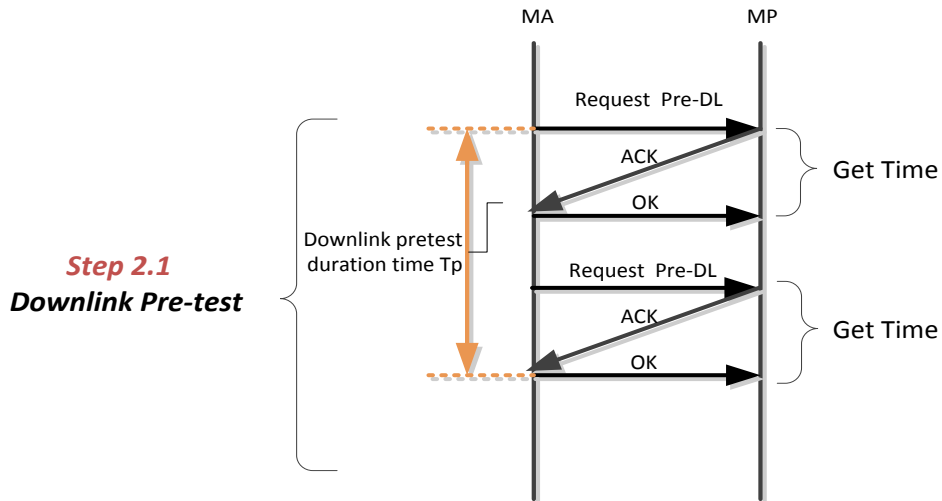 MA
MP
Request Pre-DL
ACK
Get Time
OK
Downlink pretest
duration time Tp
Step 2.1
Downlink Pre-test
Request Pre-DL
ACK
Get Time
OK